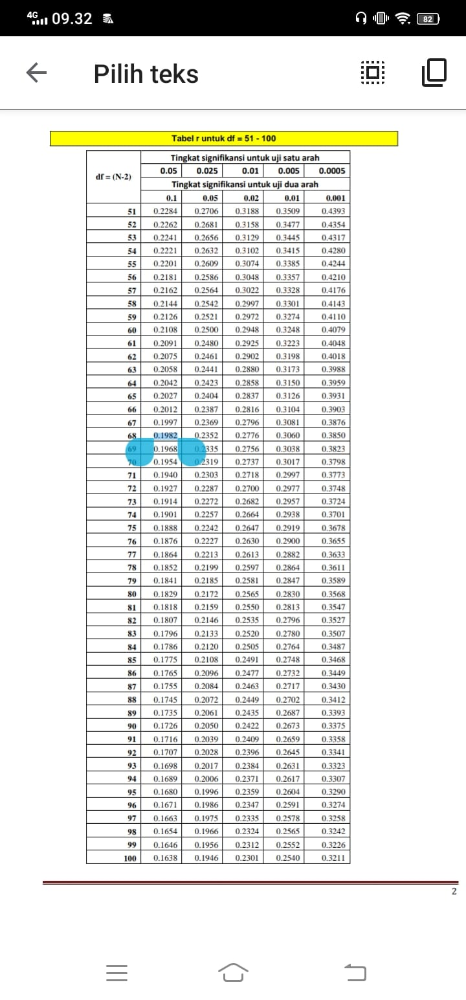 4G 09.32 82
Pilih teks
Tabel r untuk df = 51 - 100
Tingkat signifikansi untuk uji satu arah
0.05 0.025 0.01 0.005 0.0005
df = (N-2)
Tingkat signifikansi untuk uji dua arah
0.1 0.05 0.02 0.01 0.001
51 0.2284 0.2706 0.3188 0.3509 0.4393
52 0.2262 0.2681 0.3158 0.3477 0.4354
53 0.2241 0.2656 0.3129 0.3445 0.4317
54 0.2221 0.2632 0.3102 0.3415 0.4280
55 0.2201 0.2609 0.3074 0.3385 0.4244
56 0.2181 0.2586 0.3048 0.3357 0.4210
57 0.2162 0.2564 0.3022 0.3328 0.4176
58 0.2144 0.2542 0.2997 0.3301 0.4143
59 0.2126 0.2521 0.2972 0.3274 0.4110
60 0.2108 0.2500 0.2948 0.3248 0.4079
61 0.2091 0.2480 0.2925 0.3223 0.4048
62 0.2075 0.2461 0.2902 0.3198 0.4018
63 0.2058 0.2441 0.2880 0.3173 0.3988
64 0.2042 0.2423 0.2858 0.3150 0.3959
65 0.2027 0.2404 0.2837 0.3126 0.3931
66 0.2012 0.2387 0.2816 0.3104 0.3903
67 0.1997 0.2369 0.2796 0.3081 0.3876
68 0.1982 0.2352 0.2776 0.3060 0.3850
69 0.1968 0.2335 0.2756 0.3038 0.3823
70 0.1954 0.2319 0.2737 0.3017 0.3798
71 0.1940 0.2303 0.2718 0.2997 0.3773
72 0.1927 0.2287 0.2700 0.2977 0.3748
73 0.1914 0.2272 0.2682 0.2957 0.3724
74 0.1901 0.2257 0.2664 0.2938 0.3701
75 0.1888 0.2242 0.2647 0.2919 0.3678
76 0.1876 0.2227 0.2630 0.2900 0.3655
77 0.1864 0.2213 0.2613 0.2882 0.3633
78 0.1852 0.2199 0.2597 0.2864 0.3611
79 0.1841 0.2185 0.2581 0.2847 0.3589
80 0.1829 0.2172 0.2565 0.2830 0.3568
81 0.1818 0.2159 0.2550 0.2813 0.3547
82 0.1807 0.2146 0.2535 0.2796 0.3527
83 0.1796 0.2133 0.2520 0.2780 0.3507
84 0.1786 0.2120 0.2505 0.2764 0.3487
85 0.1775 0.2108 0.2491 0.2748 0.3468
86 0.1765 0.2096 0.2477 0.2732 0.3449
87 0.1755 0.2084 0.2463 0.2717 0.3430
88 0.1745 0.2072 0.2449 0.2702 0.3412
89 0.1735 0.2061 0.2435 0.2687 0.3393
90 0.1726 0.2050 0.2422 0.2673 0.3375
91 0.1716 0.2039 0.2409 0.2659 0.3358
92 0.1707 0.2028 0.2396 0.2645 0.3341
93 0.1698 0.2017 0.2384 0.2631 0.3323
94 0.1689 0.2006 0.2371 0.2617 0.3307
95 0.1680 0.1996 0.2359 0.2604 0.3290
96 0.1671 0.1986 0.2347 0.2591 0.3274
97 0.1663 0.1975 0.2335 0.2578 0.3258
98 0.1654 0.1966 0.2324 0.2565 0.3242
99 0.1646 0.1956 0.2312 0.2552 0.3226
100 0.1638 0.1946 0.2301 0.2540 0.3211
2